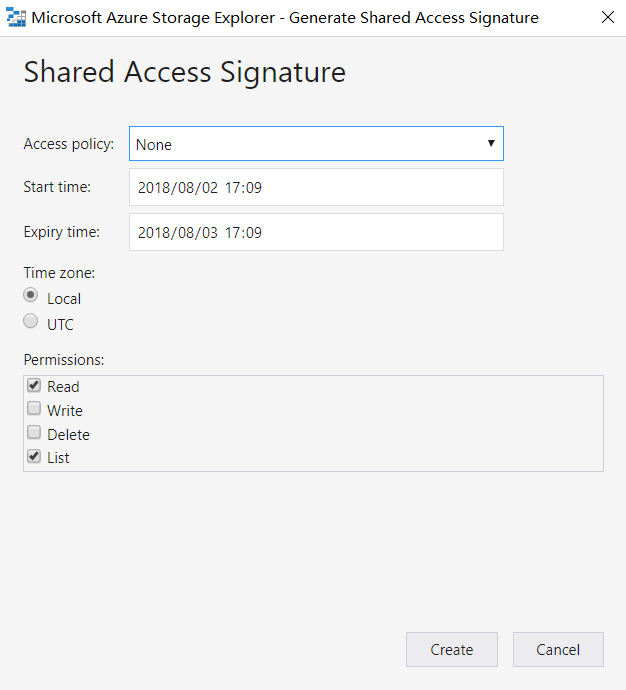 Microsoft Azure Storage Explorer - Generate Shared Access Signature
Shared Access Signature
Access policy: None
Start time: 2018/08/02 17:09
Expiry time: 2018/08/03 17:09
Time zone:
Local
UTC
Permissions:
Read
Write
Delete
List
Create Cancel